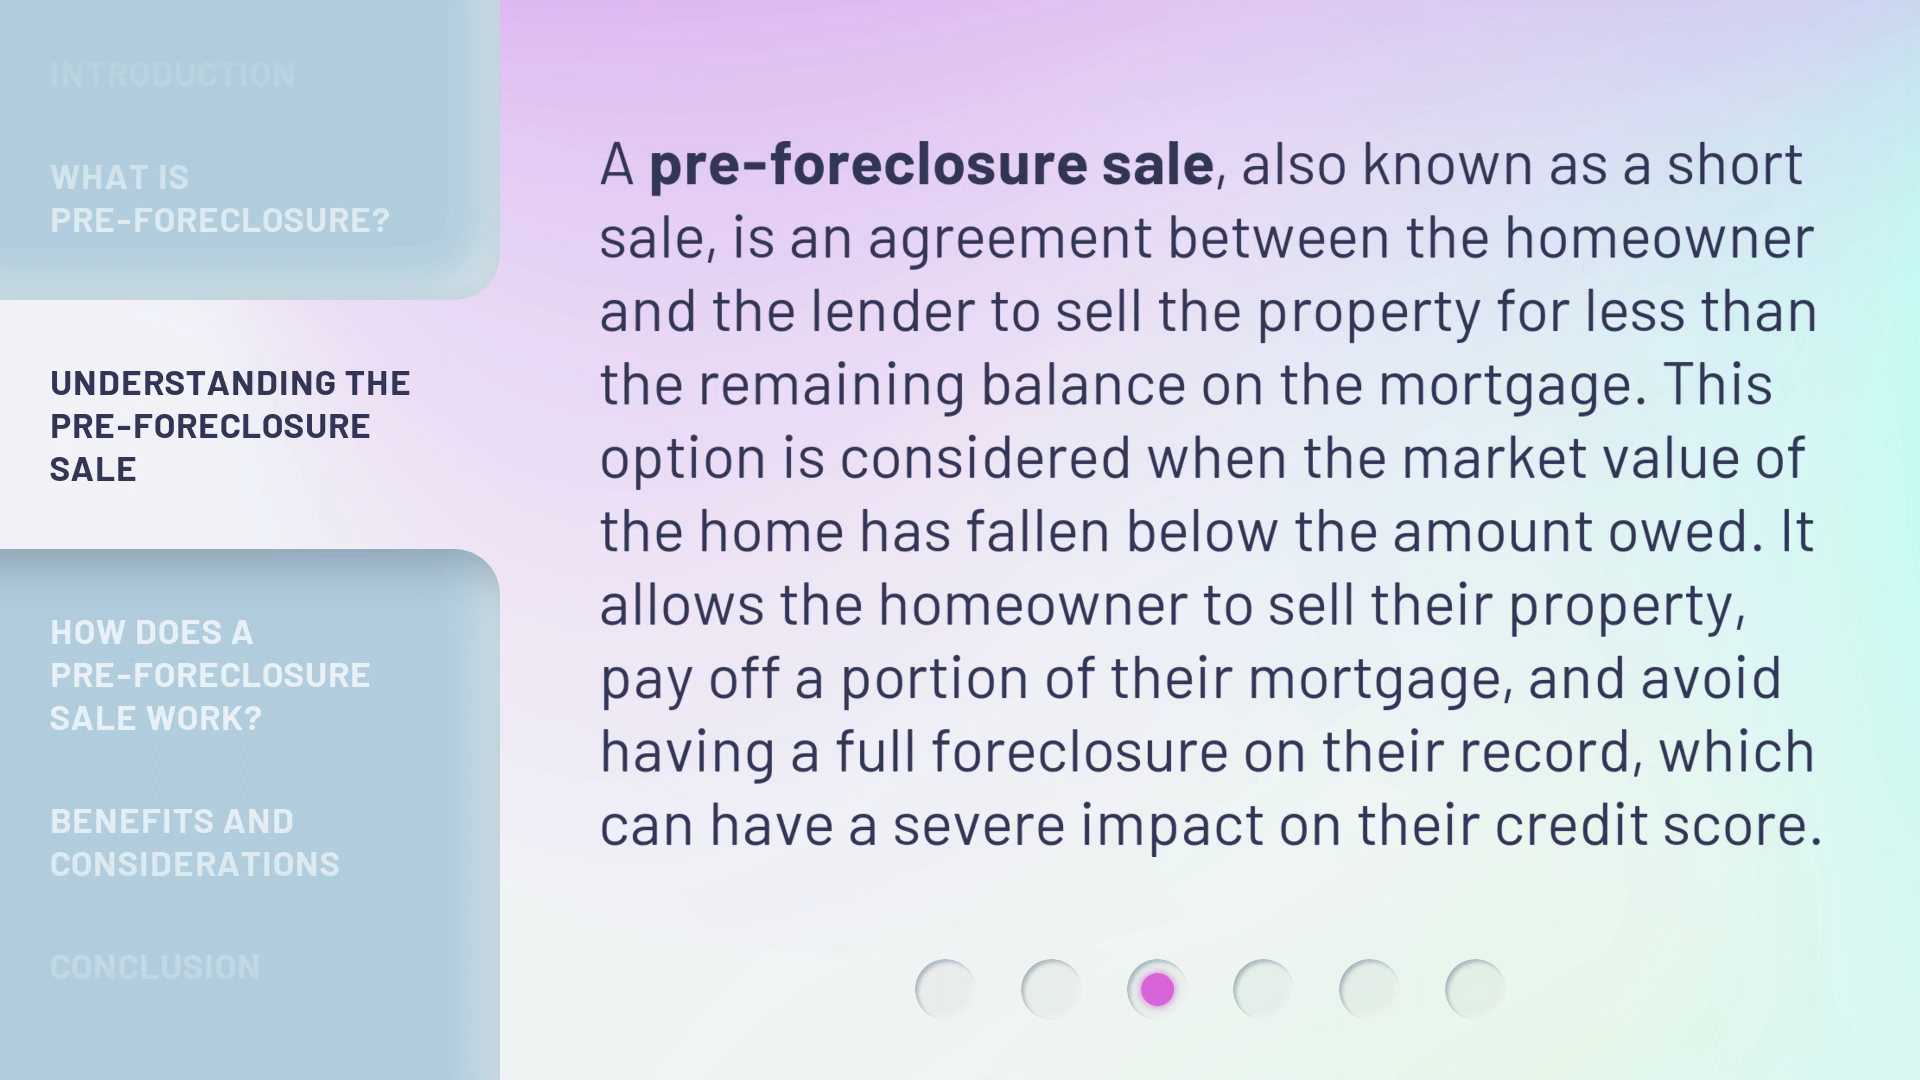 INTRODUCTION
WHAT IS
PRE-FORECLOSURE?
UNDERSTANDING THE
PRE-FORECLOSURE
SALE
HOW DOES A
PRE-FORECLOSURE
SALE WORK?
BENEFITS AND
CONSIDERATIONS
CONCLUSION
A pre-foreclosure sale, also known as a short
sale, is an agreement between the homeowner
and the lender to sell the property for less than
the remaining balance on the mortgage. This
option is considered when the market value of
the home has fallen below the amount owed. It
allows the homeowner to sell their property,
pay off a portion of their mortgage, and avoid
having a full foreclosure on their record, which
can have a severe impact on their credit score.